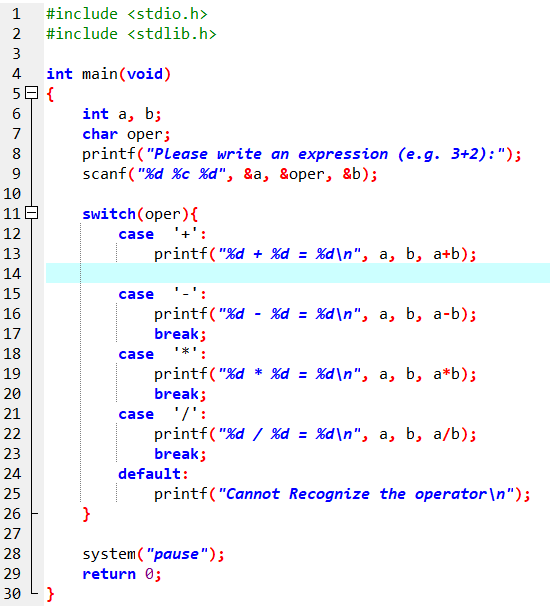 1 #include <stdio.h>
2 #include <stdlib.h>
3
4 int main(void)
5 {
6     int a, b;
7     char oper;
8     printf("Please write an expression (e.g. 3+2):");
9     scanf("%d %c %d", &a, &oper, &b);
10
11     switch(oper){
12         case  '+':
13             printf("%d + %d = %d\n", a, b, a+b);
14
15         case  '-':
16             printf("%d - %d = %d\n", a, b, a-b);
17             break;
18         case  '*':
19             printf("%d * %d = %d\n", a, b, a*b);
20             break;
21         case  '/':
22             printf("%d / %d = %d\n", a, b, a/b);
23             break;
24         default:
25             printf("Cannot Recognize the operator\n");
26     }
27
28     system("pause");
29     return 0;
30 }